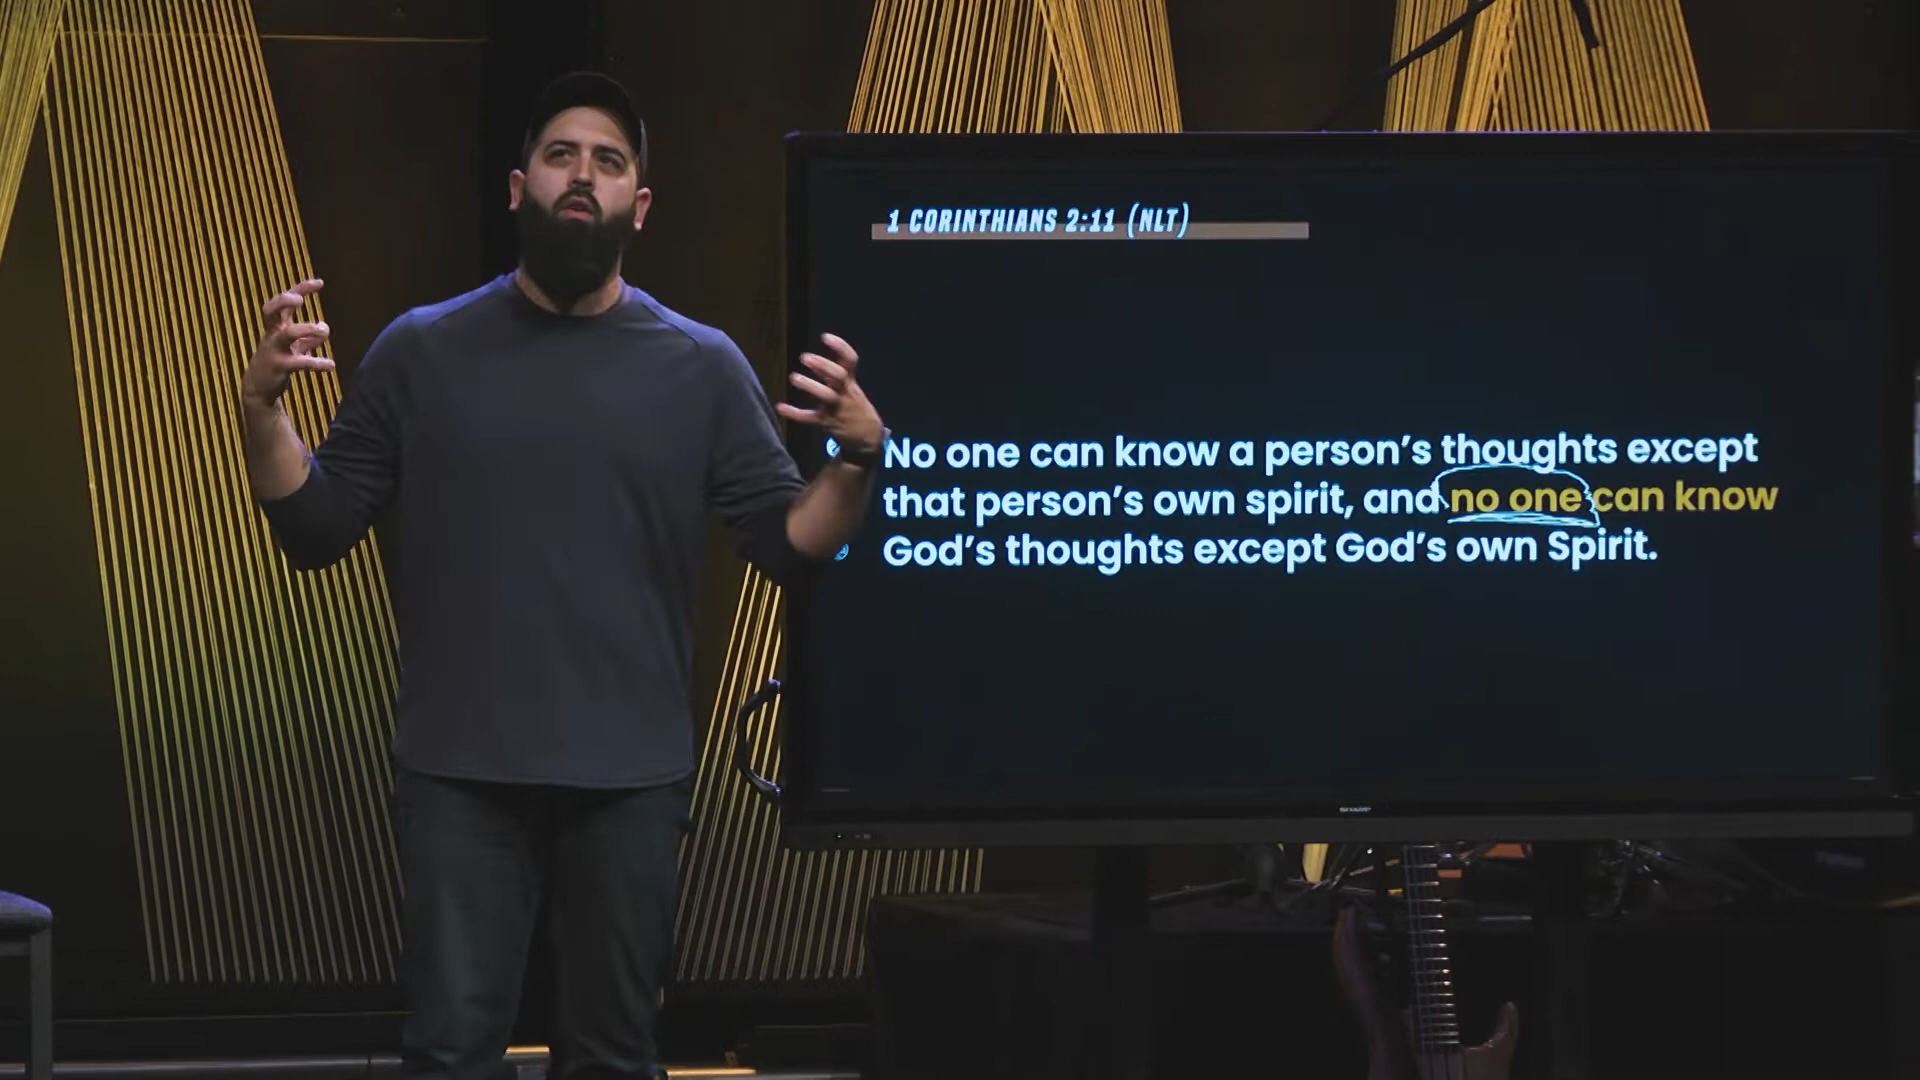 1 CORINTHIANS 2:11 (NLT)
No one can know a person's thoughts except
that person's own spirit, and no one can know
God's thoughts except God's own Spirit.
SHARP